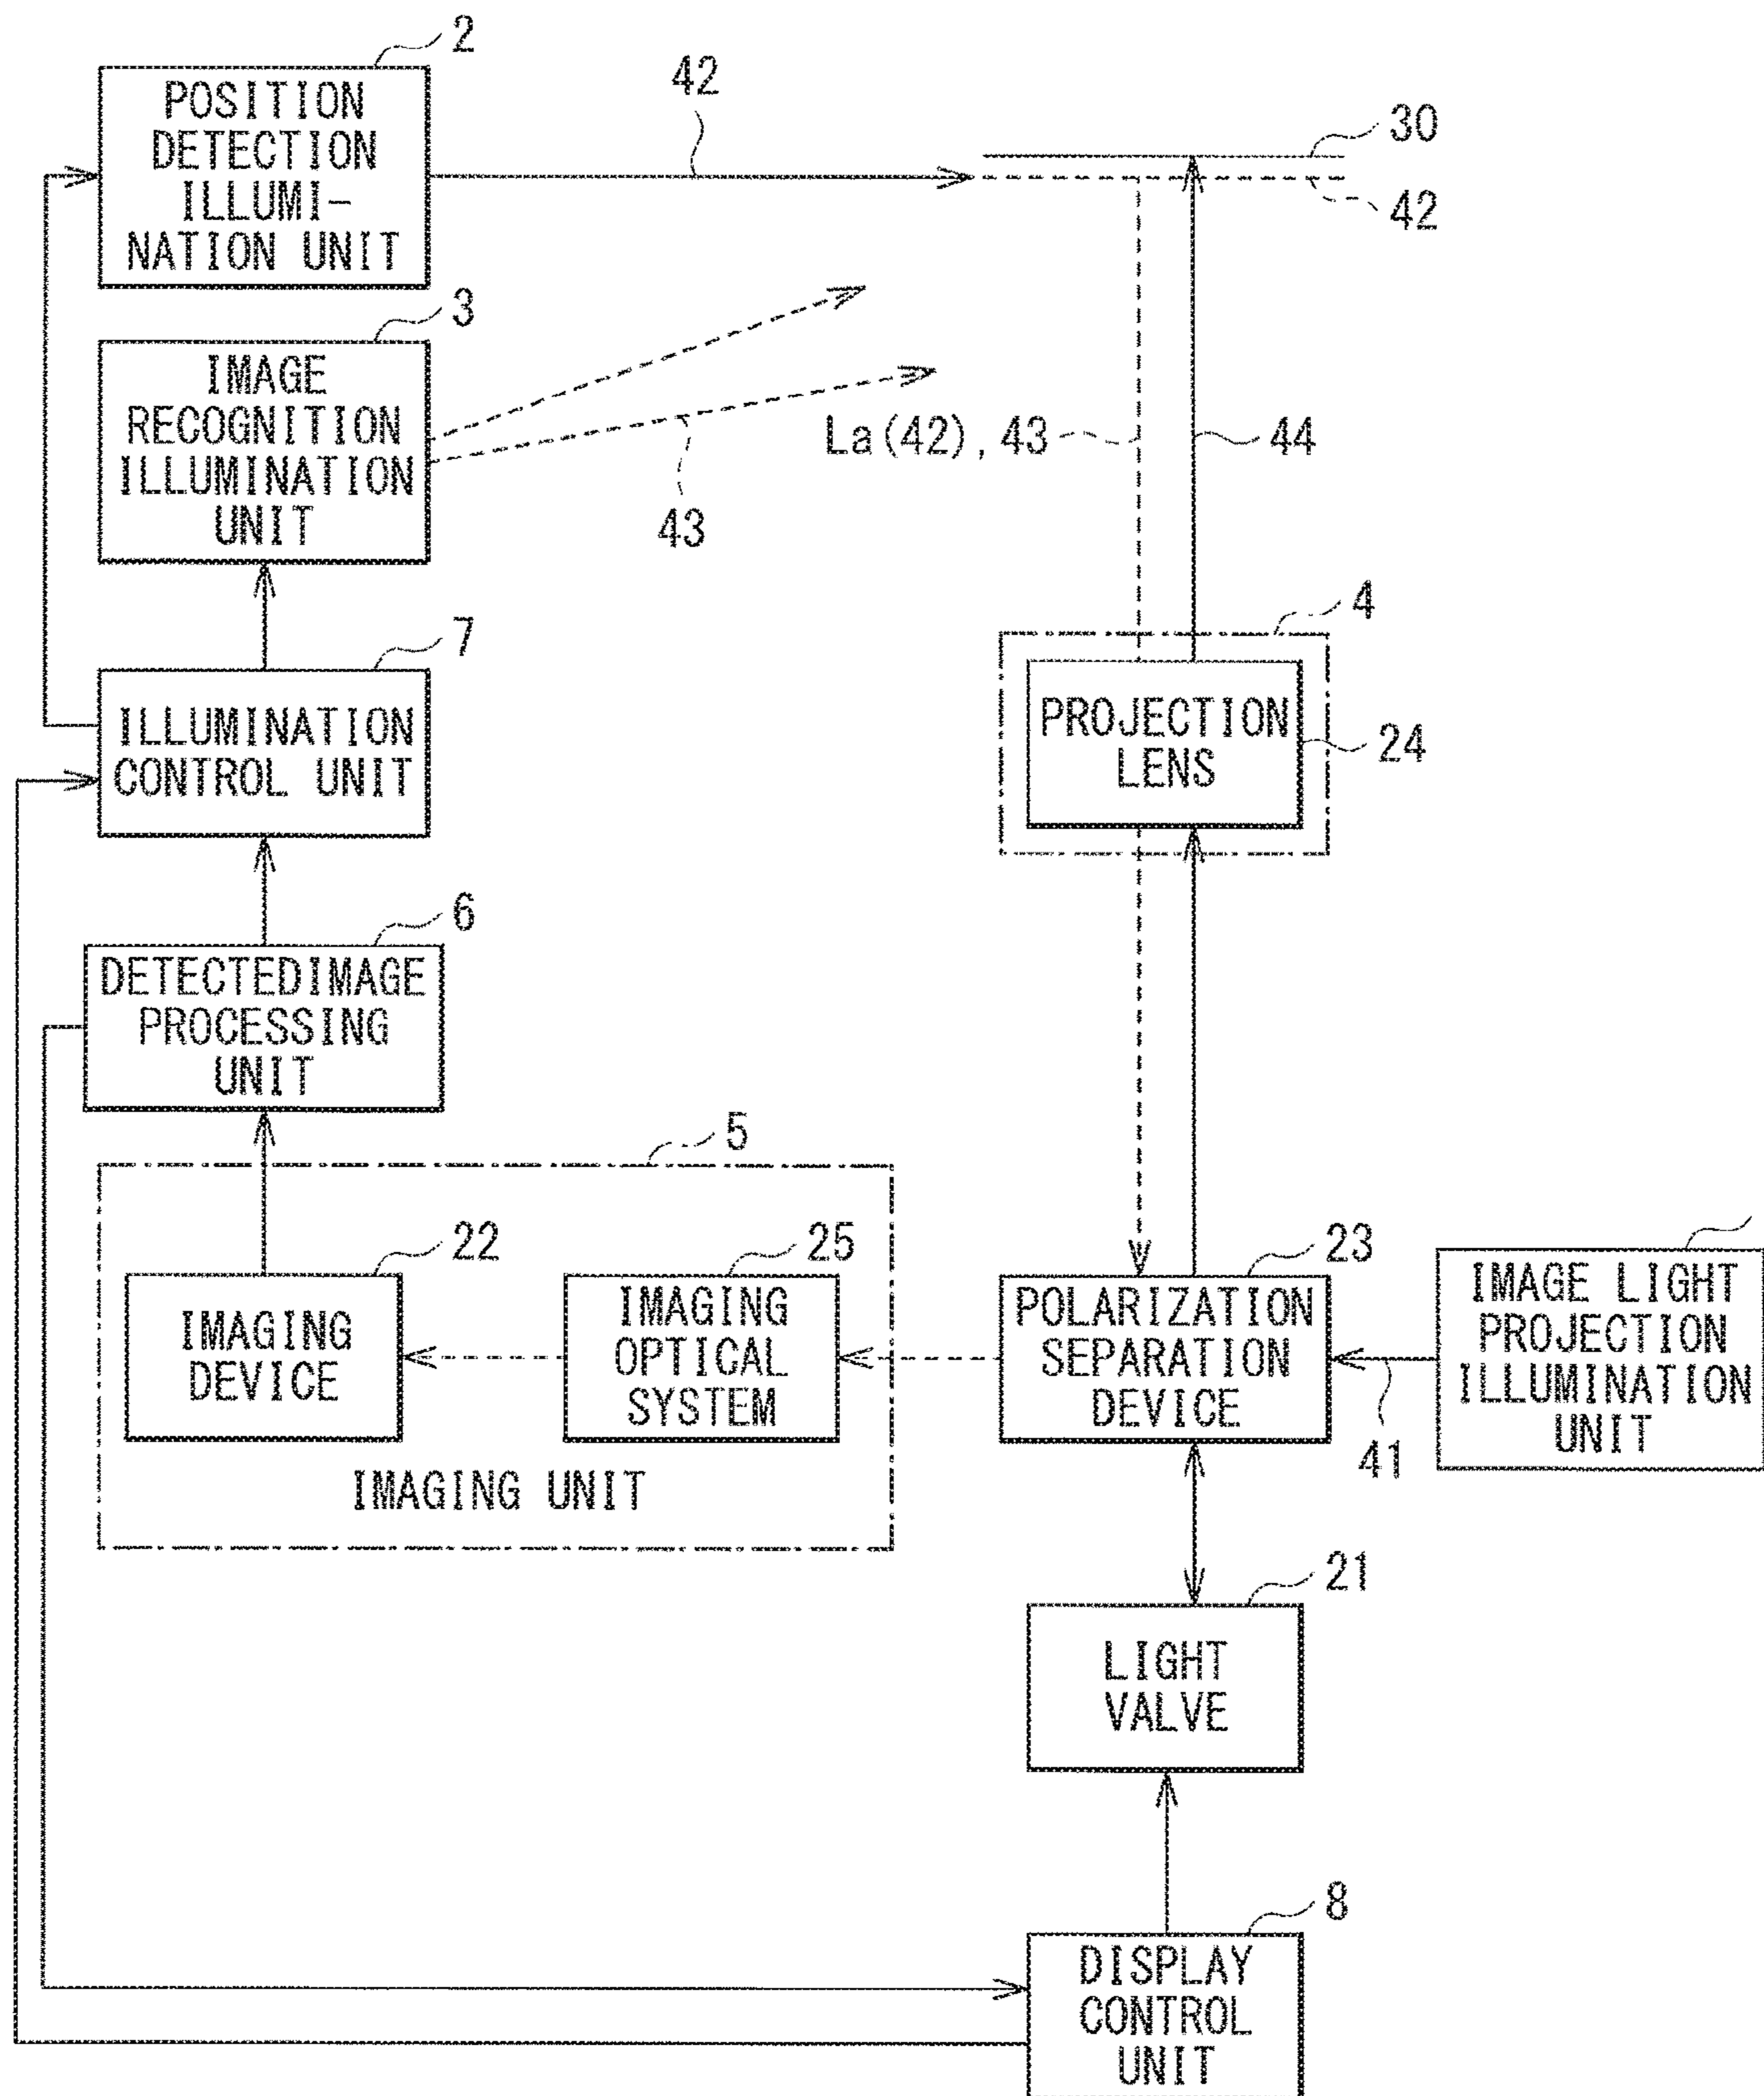 2
POSITION
DETECTION
ILLUMI-
NATION UNIT
42
30
42
3
IMAGE
RECOGNITION
ILLUMINATION
UNIT
43
La(42), 43
44
7
ILLUMINATION
CONTROL UNIT
4
PROJECTION
LENS
24
6
DETECTEDIMAGE
PROCESSING
UNIT
5
22
IMAGING
DEVICE
25
IMAGING
OPTICAL
SYSTEM
IMAGING UNIT
23
POLARIZATION
SEPARATION
DEVICE
41
IMAGE LIGHT
PROJECTION
ILLUMINATION
UNIT
21
LIGHT
VALVE
8
DISPLAY
CONTROL
UNIT